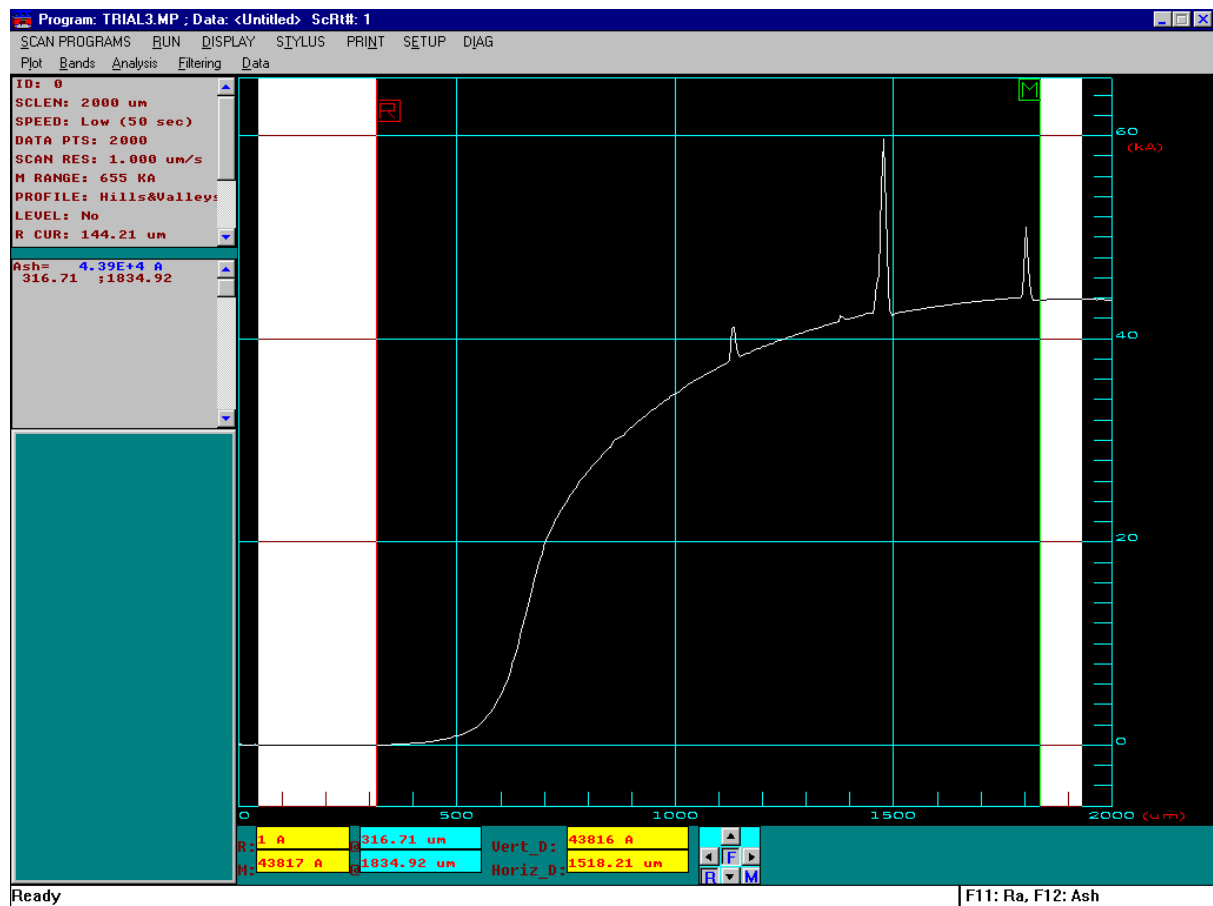 Program: TRIAL3.MP ; Data: <Untitled> ScRt#: 1
SCAN PROGRAMS RUN DISPLAY STYLUS PRINT SETUP DIAG
Plot Bands Analysis Filtering Data
ID: 0
SCLEN: 2000 um
SPEED: Low (50 sec)
DATA PTS: 2000
SCAN RES: 1.000 um/s
M RANGE: 655 KA
PROFILE: Hills&Valleys
LEVEL: No
R CUR: 144.21 um
Ash= 4.39E+4 A
316.71 ;1834.92
R
M
60
(kA)
40
20
0
0 500 1000 1500 2000 (um)
R: 1 A @ 316.71 um Vert_D: 43816 A
M: 43817 A @ 1834.92 um Horiz_D: 1518.21 um
F
R M
Ready F11: Ra, F12: Ash